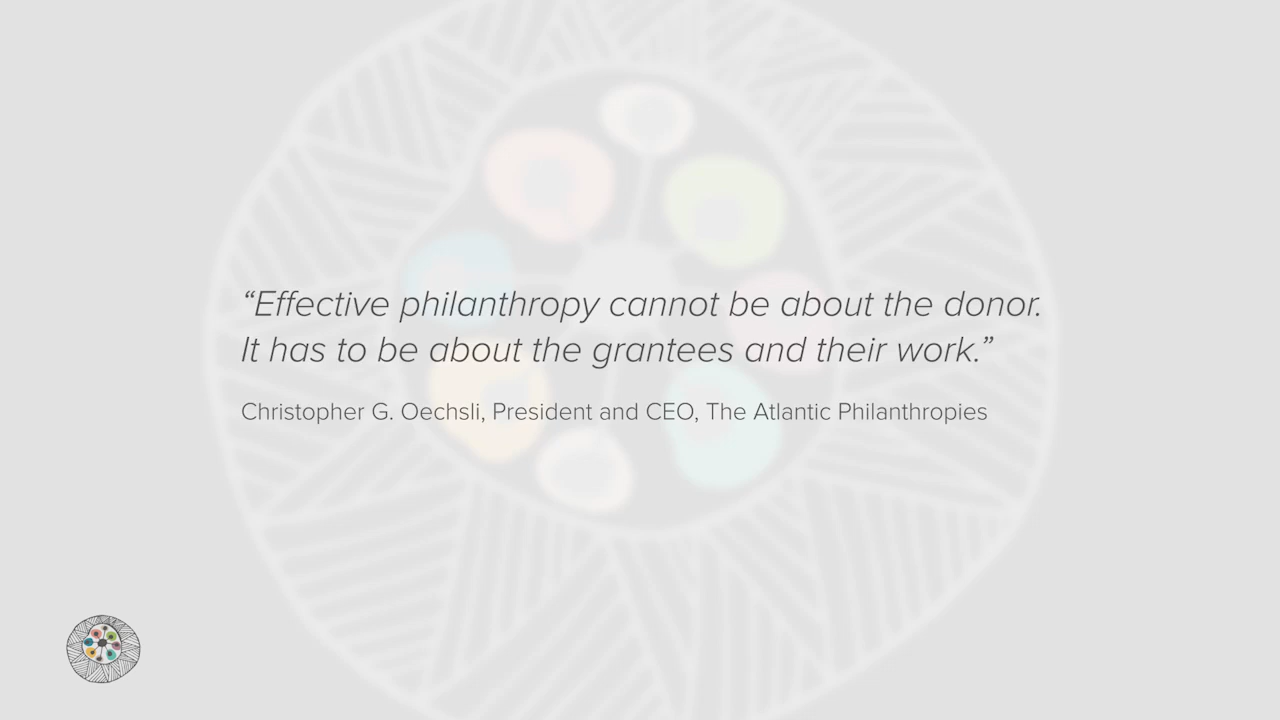 “Effective philanthropy cannot be about the donor.
It has to be about the grantees and their work.”
Christopher G. Oechsli, President and CEO, The Atlantic Philanthropies